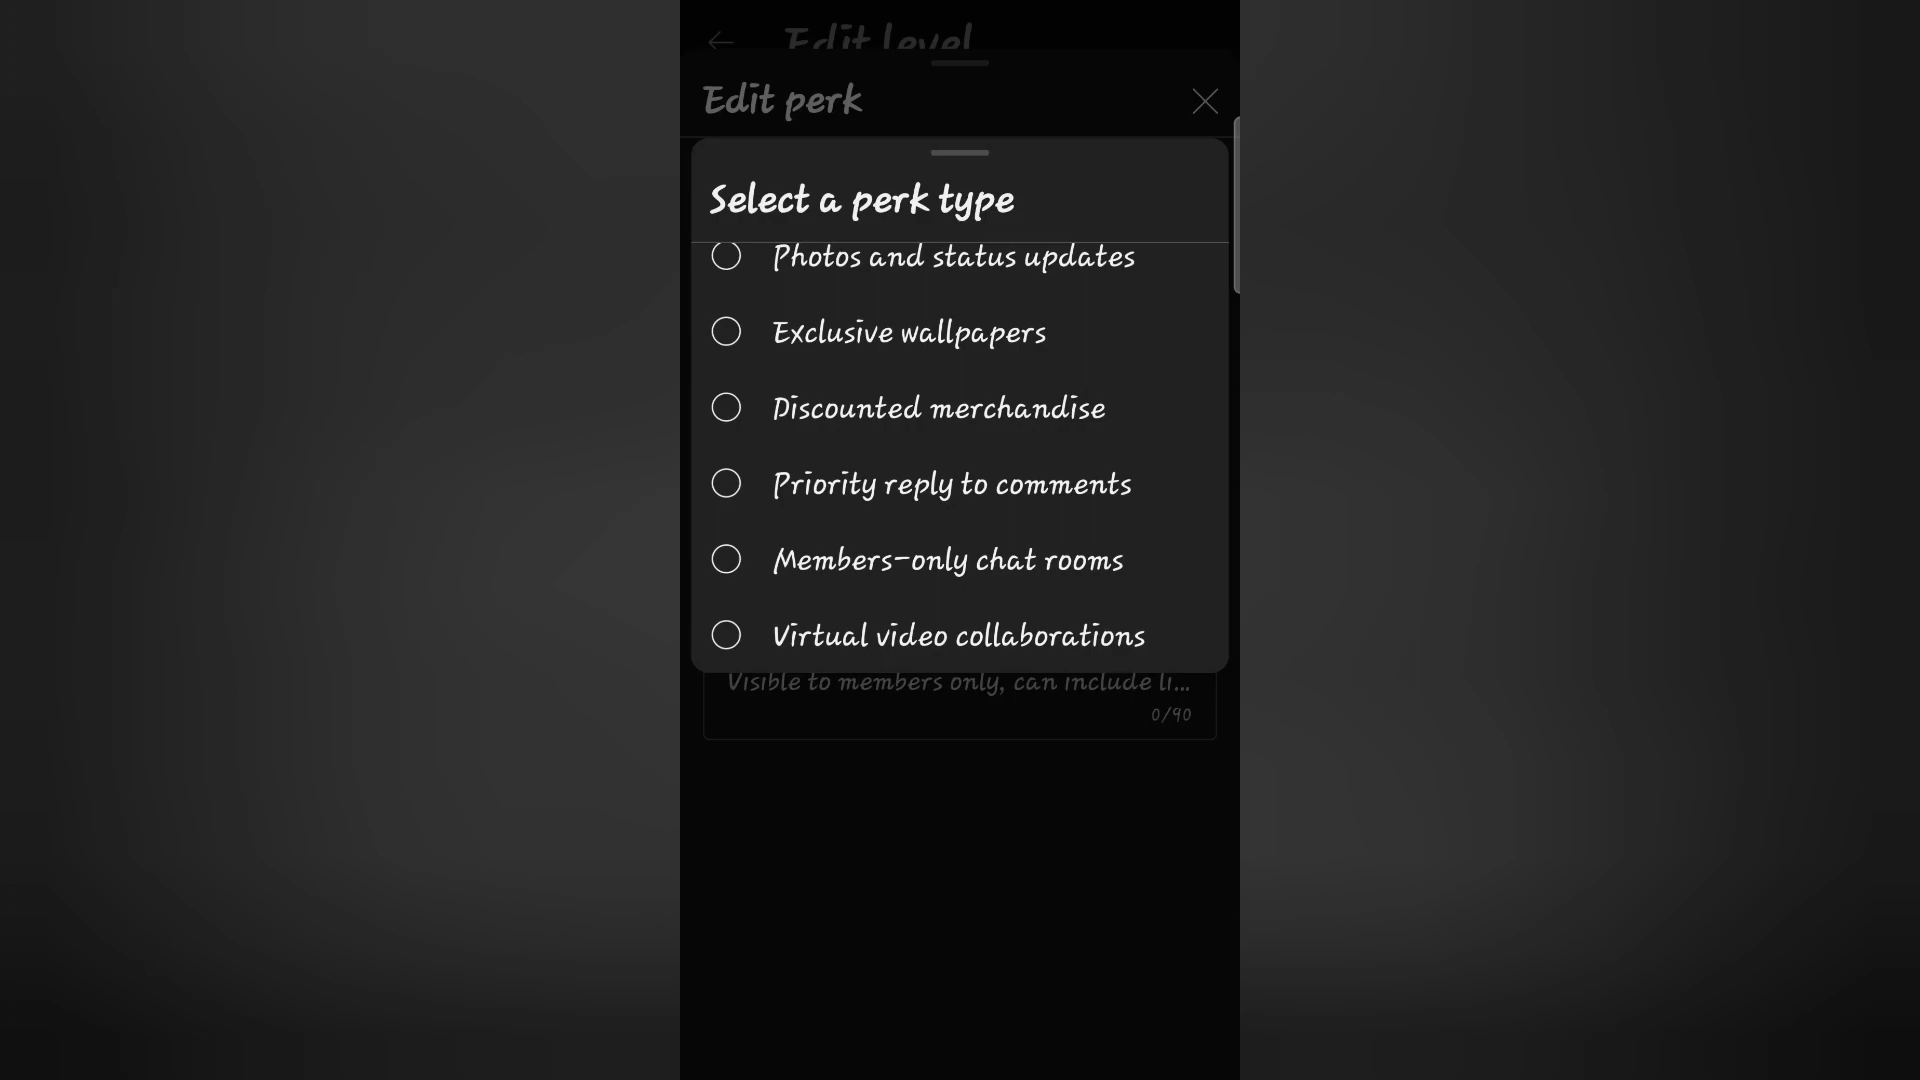 Edit level
Edit perk
Select a perk type
Photos and status updates
Exclusive wallpapers
Discounted merchandise
Priority reply to comments
Members-only chat rooms
Virtual video collaborations
Visible to members only, can include li...
0/90